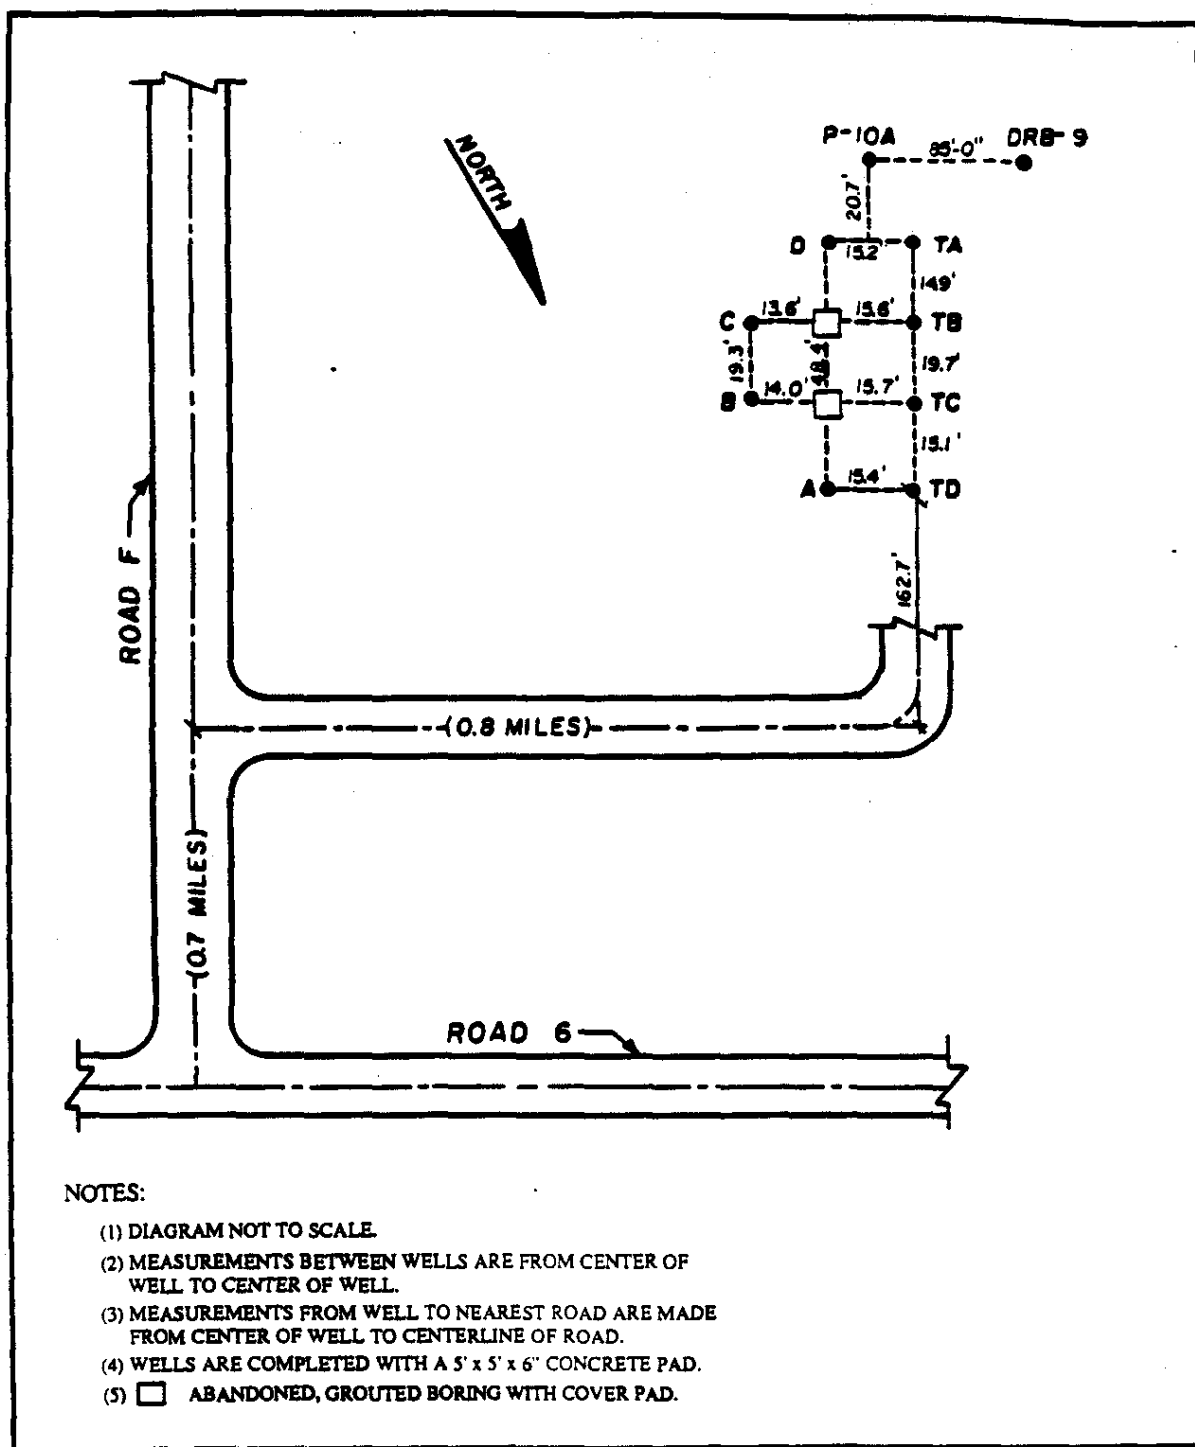 P-10A
85'-0"
DRB-9
NORTH
20.7'
D
15.2
TA
14.9'
C
13.6'
15.6'
TB
19.3'
48.4'
19.7'
B
14.0'
15.7'
TC
15.1'
A
15.4'
TD
162.7'
ROAD F
(0.8 MILES)
(0.7 MILES)
ROAD 6
NOTES:
(1) DIAGRAM NOT TO SCALE.
(2) MEASUREMENTS BETWEEN WELLS ARE FROM CENTER OF
WELL TO CENTER OF WELL.
(3) MEASUREMENTS FROM WELL TO NEAREST ROAD ARE MADE
FROM CENTER OF WELL TO CENTERLINE OF ROAD.
(4) WELLS ARE COMPLETED WITH A 5' x 5' x 6" CONCRETE PAD.
(5) ABANDONED, GROUTED BORING WITH COVER PAD.